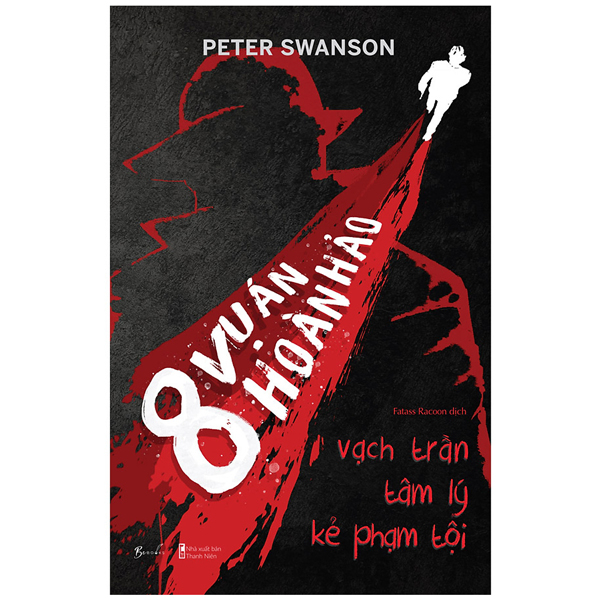 PETER SWANSON
8 VỤ ÁN
HOÀN HẢO
Fatass Racoon dịch
vạch trần
tâm lý
kẻ phạm tội
Bbooks
Nhà xuất bản
Thanh Niên